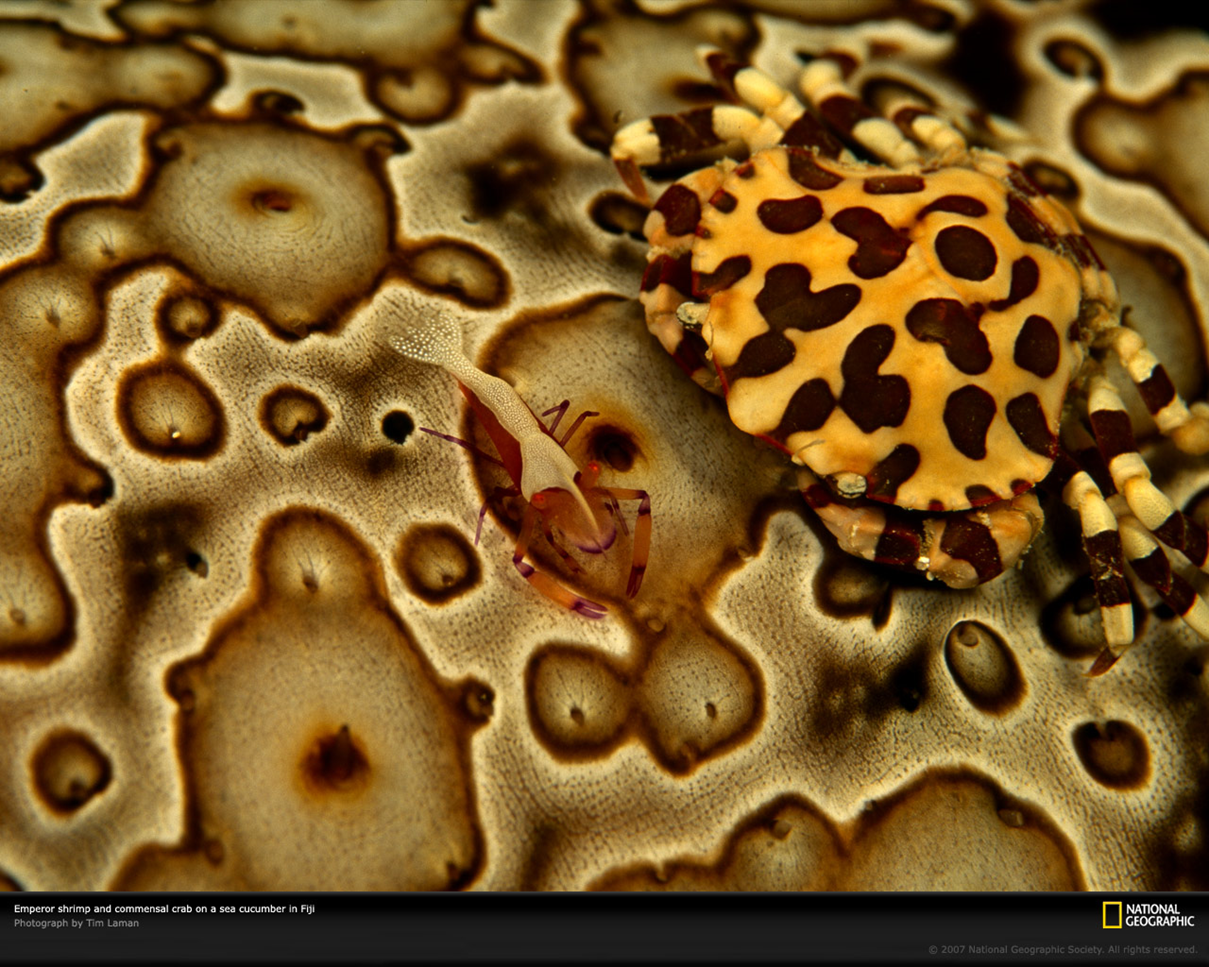 Emperor shrimp and commensal crab on a sea cucumber in Fiji
Photograph by Tim Laman
NATIONAL
GEOGRAPHIC
© 2007 National Geographic Society. All rights reserved.